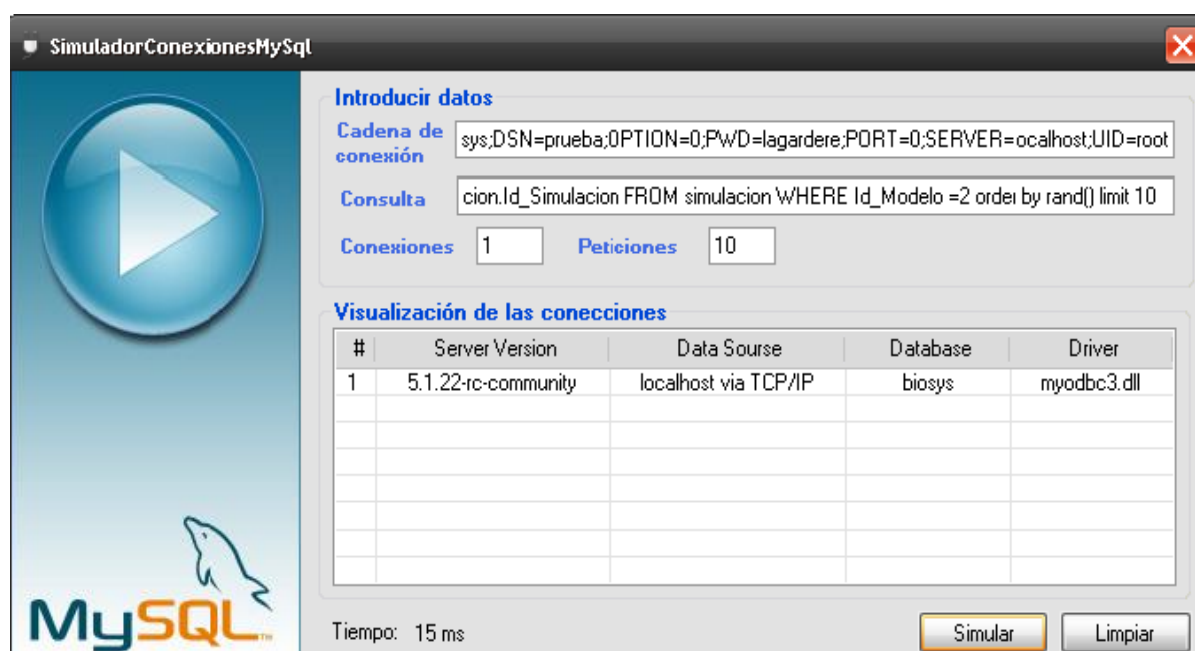 SimuladorConexionesMySql
Introducir datos
Cadena de conexión
sys;DSN=prueba;OPTION=0;PWD=lagardere;PORT=0;SERVER=ocalhost;UID=root
Consulta
cion.Id_Simulacion FROM simulacion WHERE Id_Modelo =2 order by rand() limit 10
Conexiones 1 Peticiones 10
Visualización de las conecciones
# Server Version Data Sourse Database Driver
1 5.1.22-rc-community localhost via TCP/IP biosys myodbc3.dll
MySQL
Tiempo: 15 ms Simular Limpiar